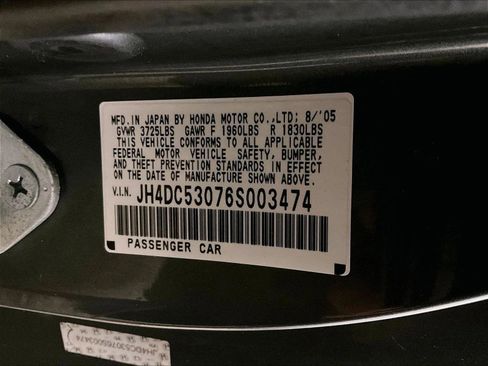 MFD.IN JAPAN BY HONDA MOTOR CO.,LTD; 8/'05
GVWR 3725LBS GAWR F 1960LBS R 1830LBS
THIS VEHICLE CONFORMS TO ALL APPLICABLE
FEDERAL MOTOR VEHICLE SAFETY, BUMPER,
AND THEFT PREVENTION STANDARDS IN EFFECT
ON THE DATE OF MANUFACTURE SHOWN ABOVE.
V.I.N. JH4DC53076S003474
PASSENGER CAR
JH4DC53076S003474